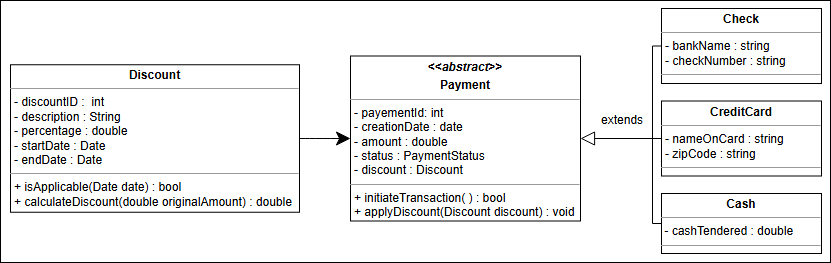 Discount
- discountID :  int
- description : String
- percentage : double
- startDate : Date
- endDate : Date
+ isApplicable(Date date) : bool
+ calculateDiscount(double originalAmount) : double
<<abstract>>
Payment
- payementId: int
- creationDate : date
- amount : double
- status : PaymentStatus
- discount : Discount
+ initiateTransaction( ) : bool
+ applyDiscount(Discount discount) : void
extends
Check
- bankName : string
- checkNumber : string
CreditCard
- nameOnCard : string
- zipCode : string
Cash
- cashTendered : double